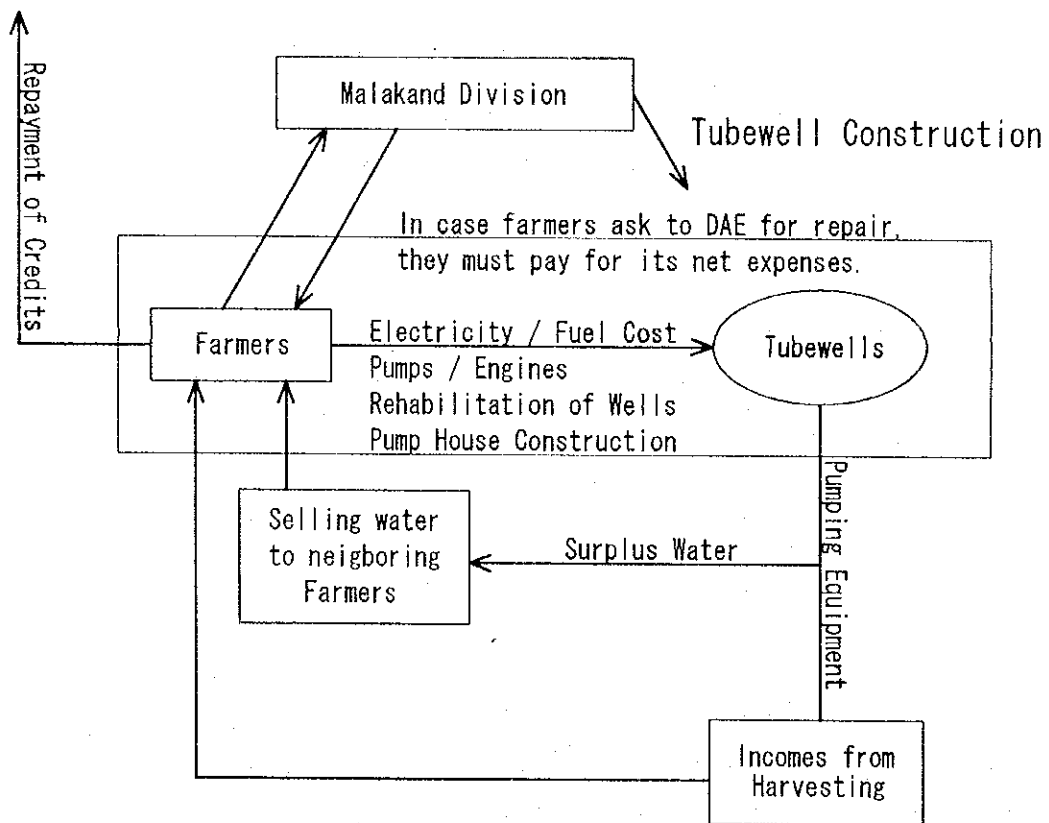 Repayment of Credits
Malakand Division
Tubewell Construction
In case farmers ask to DAE for repair,
they must pay for its net expenses.
Farmers
Electricity / Fuel Cost
Pumps / Engines
Rehabilitation of Wells
Pump House Construction
Tubewells
Selling water
to neigboring
Farmers
Surplus Water
Pumping Equipment
Incomes from
Harvesting